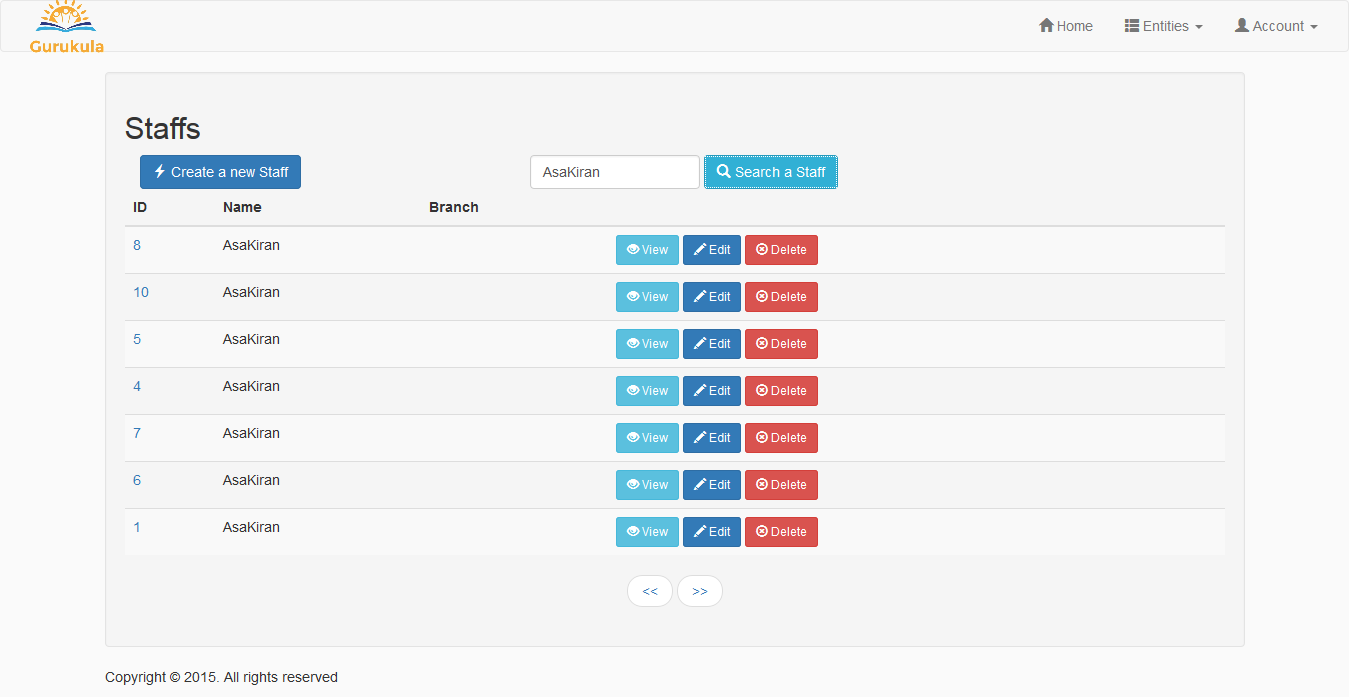 Gurukula
Home Entities Account
Staffs
Create a new Staff AsaKiran Search a Staff
ID Name Branch
8 AsaKiran View Edit Delete
10 AsaKiran View Edit Delete
5 AsaKiran View Edit Delete
4 AsaKiran View Edit Delete
7 AsaKiran View Edit Delete
6 AsaKiran View Edit Delete
1 AsaKiran View Edit Delete
<< >>
Copyright © 2015. All rights reserved